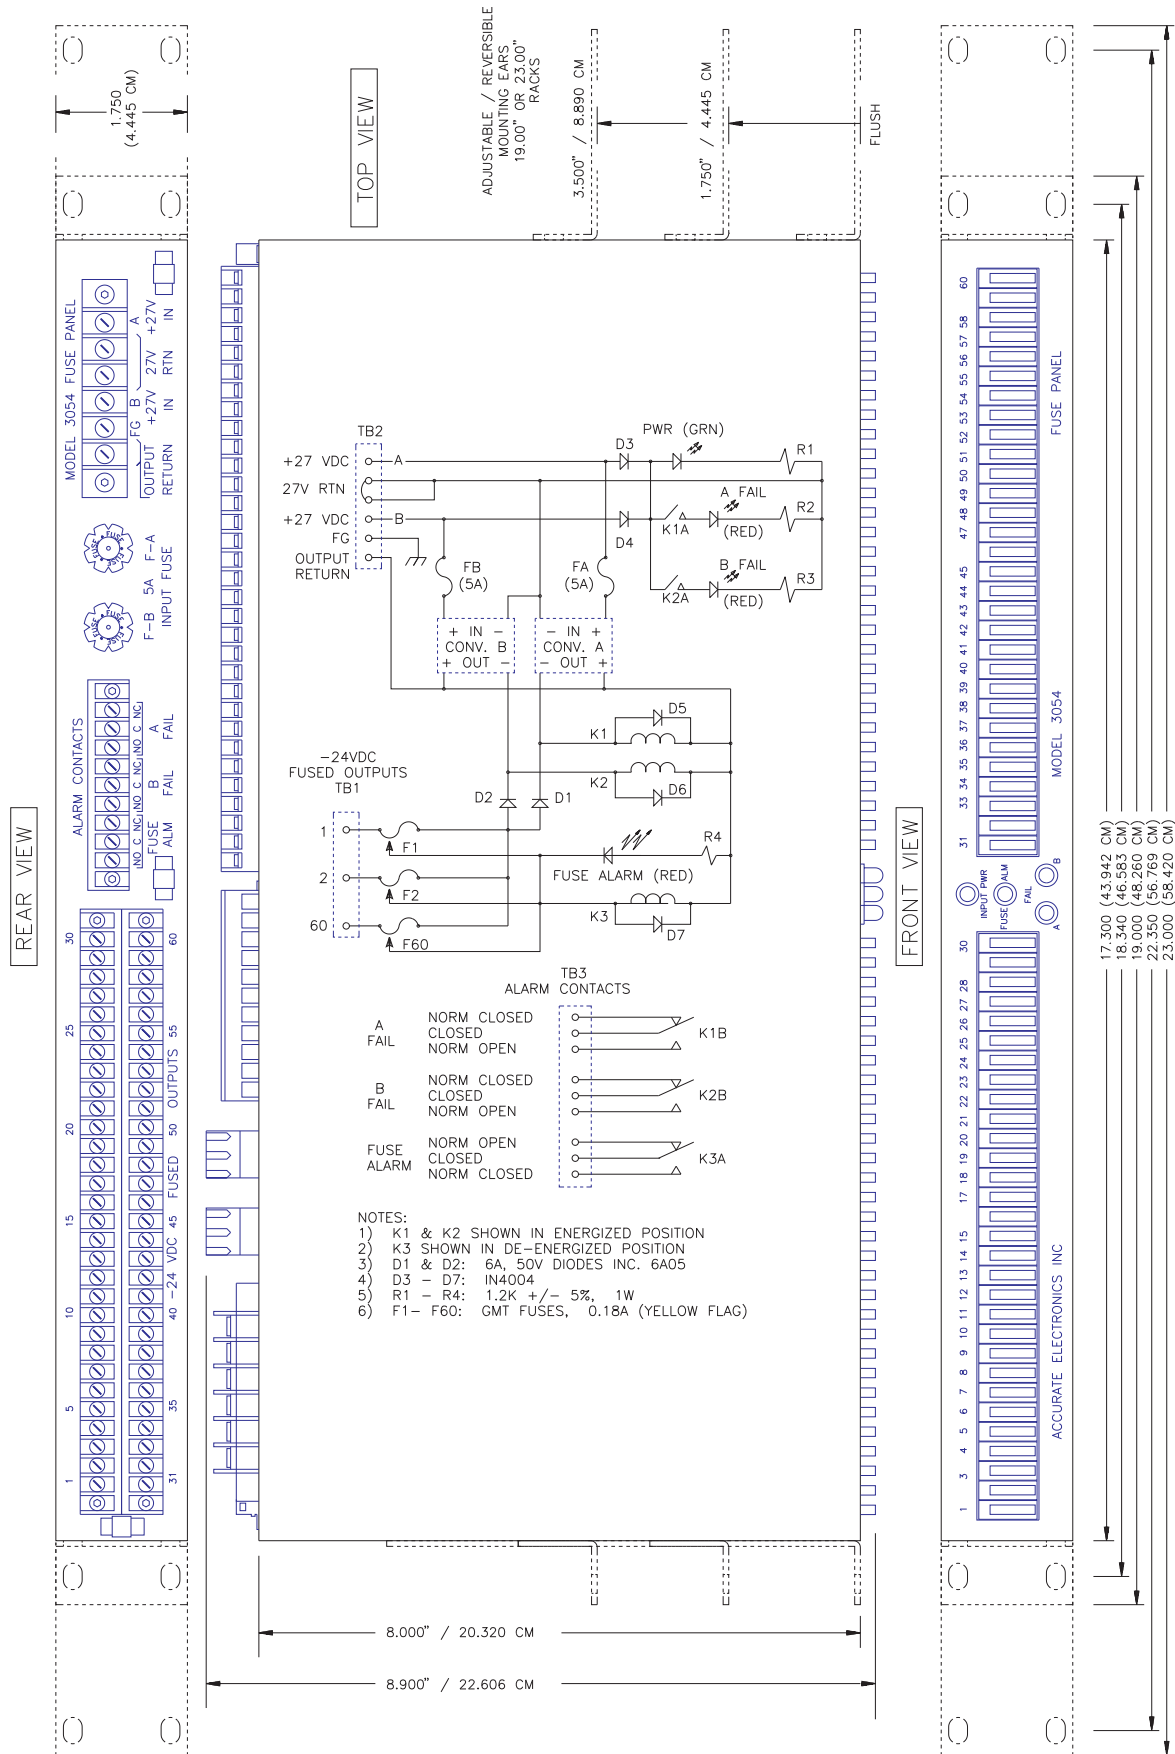 REAR VIEW
1.750
(4.445 CM)
MODEL 3054 FUSE PANEL
OUTPUT
RETURN
FG
B
+27V
IN
27V
RTN
A
+27V
IN
F-B 5A F-A
INPUT FUSE
ALARM CONTACTS
NO C NC NO C NC NO C NC
FUSE
ALM
B
FAIL
A
FAIL
1 5 10 15 20 25 30
-24 VDC FUSED OUTPUTS
31 35 40 45 50 55 60
TOP VIEW
ADJUSTABLE / REVERSIBLE
MOUNTING EARS
19.00" OR 23.00"
RACKS
3.500" / 8.890 CM
1.750" / 4.445 CM
FLUSH
TB2
+27 VDC
A
27V RTN
+27 VDC
B
FG
OUTPUT
RETURN
D3
PWR (GRN)
R1
A FAIL
K1A
(RED)
R2
D4
B FAIL
K2A
(RED)
R3
FB
(5A)
FA
(5A)
+ IN -
CONV. B
+ OUT -
- IN +
CONV. A
- OUT +
D5
K1
K2
D6
-24VDC
FUSED OUTPUTS
TB1
D2
D1
1
F1
2
F2
60
F60
FUSE ALARM (RED)
R4
K3
D7
TB3
ALARM CONTACTS
A
FAIL
NORM CLOSED
CLOSED
NORM OPEN
K1B
B
FAIL
NORM CLOSED
CLOSED
NORM OPEN
K2B
FUSE
ALARM
NORM OPEN
CLOSED
NORM CLOSED
K3A
NOTES:
1) K1 & K2 SHOWN IN ENERGIZED POSITION
2) K3 SHOWN IN DE-ENERGIZED POSITION
3) D1 & D2: 6A, 50V DIODES INC. 6A05
4) D3 - D7: IN4004
5) R1 - R4: 1.2K +/- 5%, 1W
6) F1- F60: GMT FUSES, 0.18A (YELLOW FLAG)
8.000" / 20.320 CM
8.900" / 22.606 CM
FRONT VIEW
1 3 4 5 6 7 8 9 10 11 12 13 14 15 17 18 19 20 21 22 23 24 25 26 27 28 30
31 33 34 35 36 37 38 39 40 41 42 43 44 45 47 48 49 50 51 52 53 54 55 56 57 58 60
INPUT PWR
FUSE
ALM
FAIL
A
B
ACCURATE ELECTRONICS INC
MODEL 3054
FUSE PANEL
17.300 (43.942 CM)
18.340 (46.583 CM)
19.000 (48.260 CM)
22.350 (56.769 CM)
23.000 (58.420 CM)
FUSE
FUSE
FUSE
FUSE
FUSE
FUSE